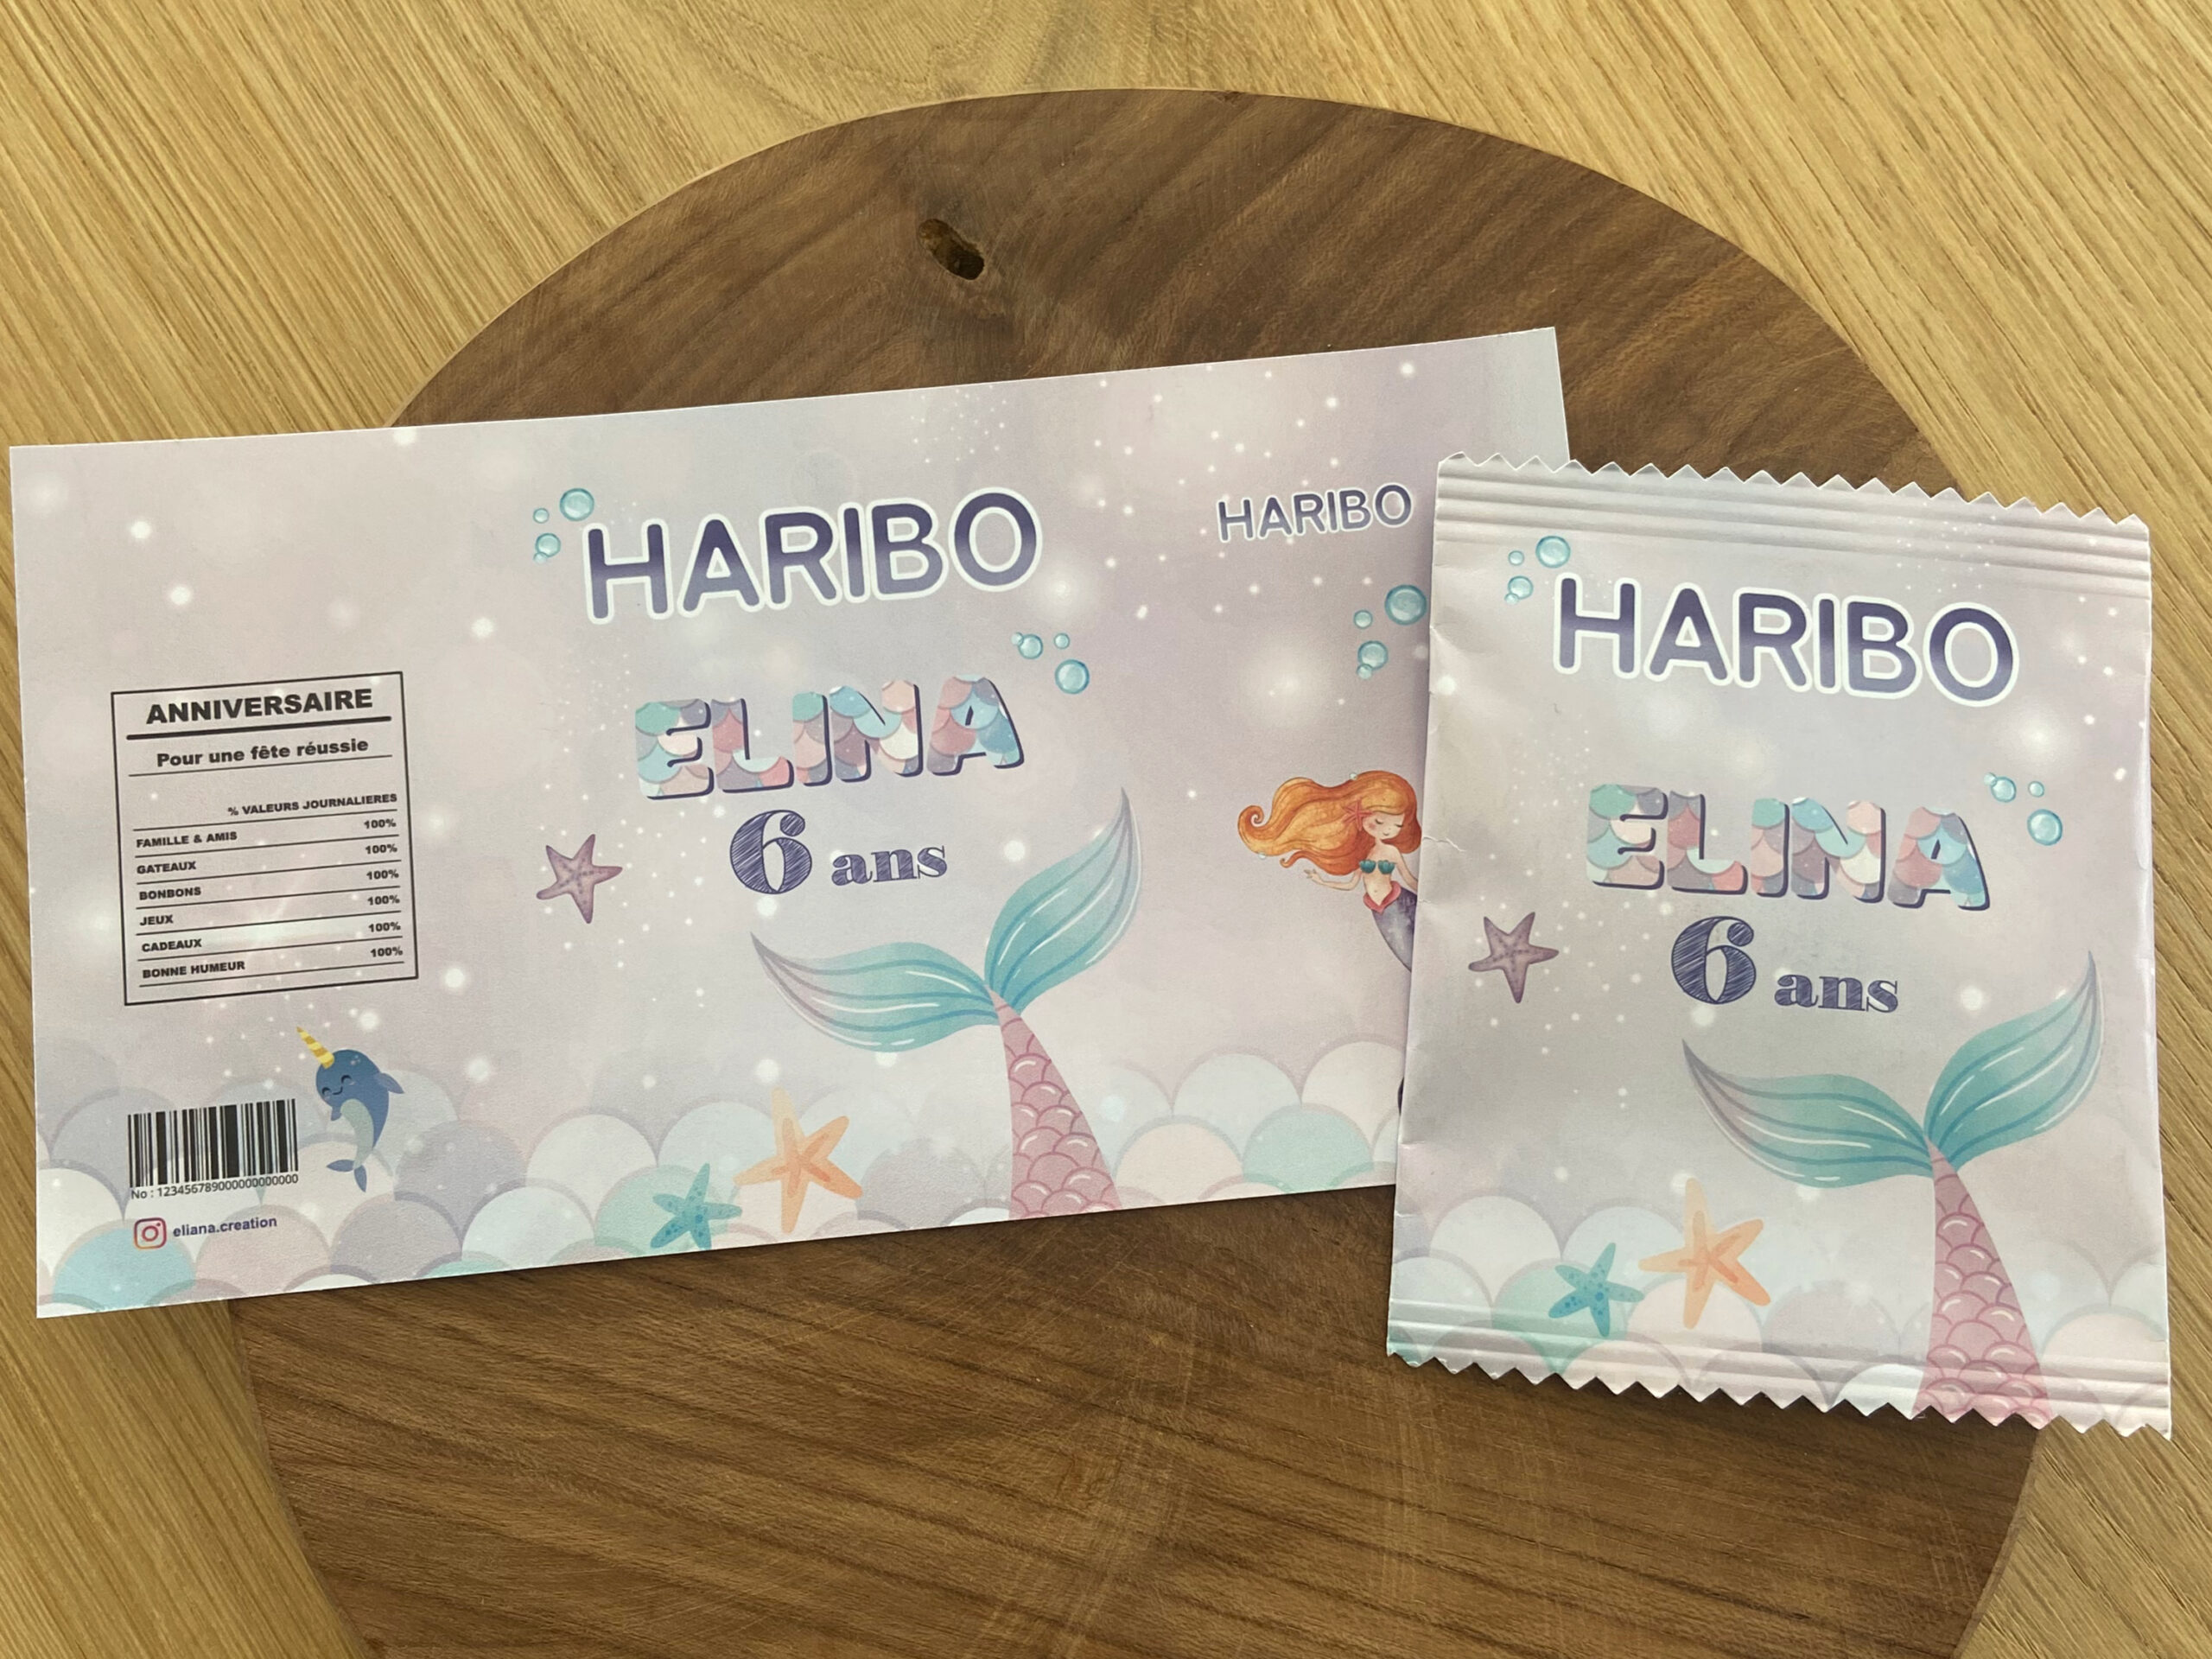 HARIBO
ELINA
6 ans
HARIBO
ANNIVERSAIRE
Pour une fête réussie
% VALEURS JOURNALIERES
FAMILLE & AMIS 100%
GATEAUX 100%
BONBONS 100%
JEUX 100%
CADEAUX 100%
BONNE HUMEUR 100%
No : 123456789000000000000
eliana.creation
HARIBO
ELINA
6 ans